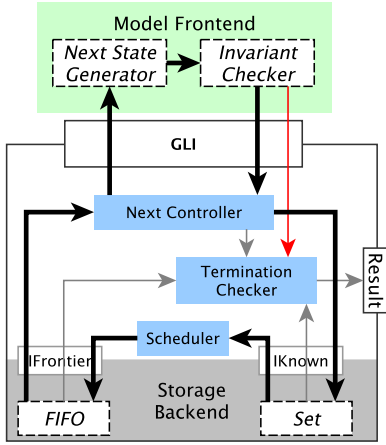 Model Frontend
Next State
Generator
Invariant
Checker
GLI
Next Controller
Termination
Checker
Result
Scheduler
IFrontier
IKnown
Storage
Backend
FIFO
Set